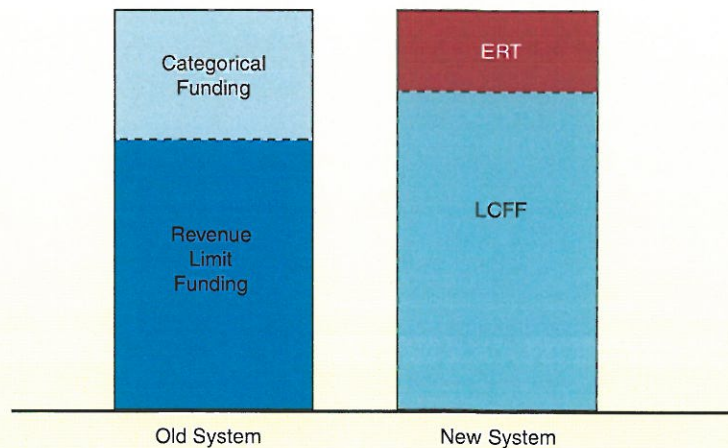 Categorical
Funding
Revenue
Limit
Funding
Old System
ERT
LCFF
New System